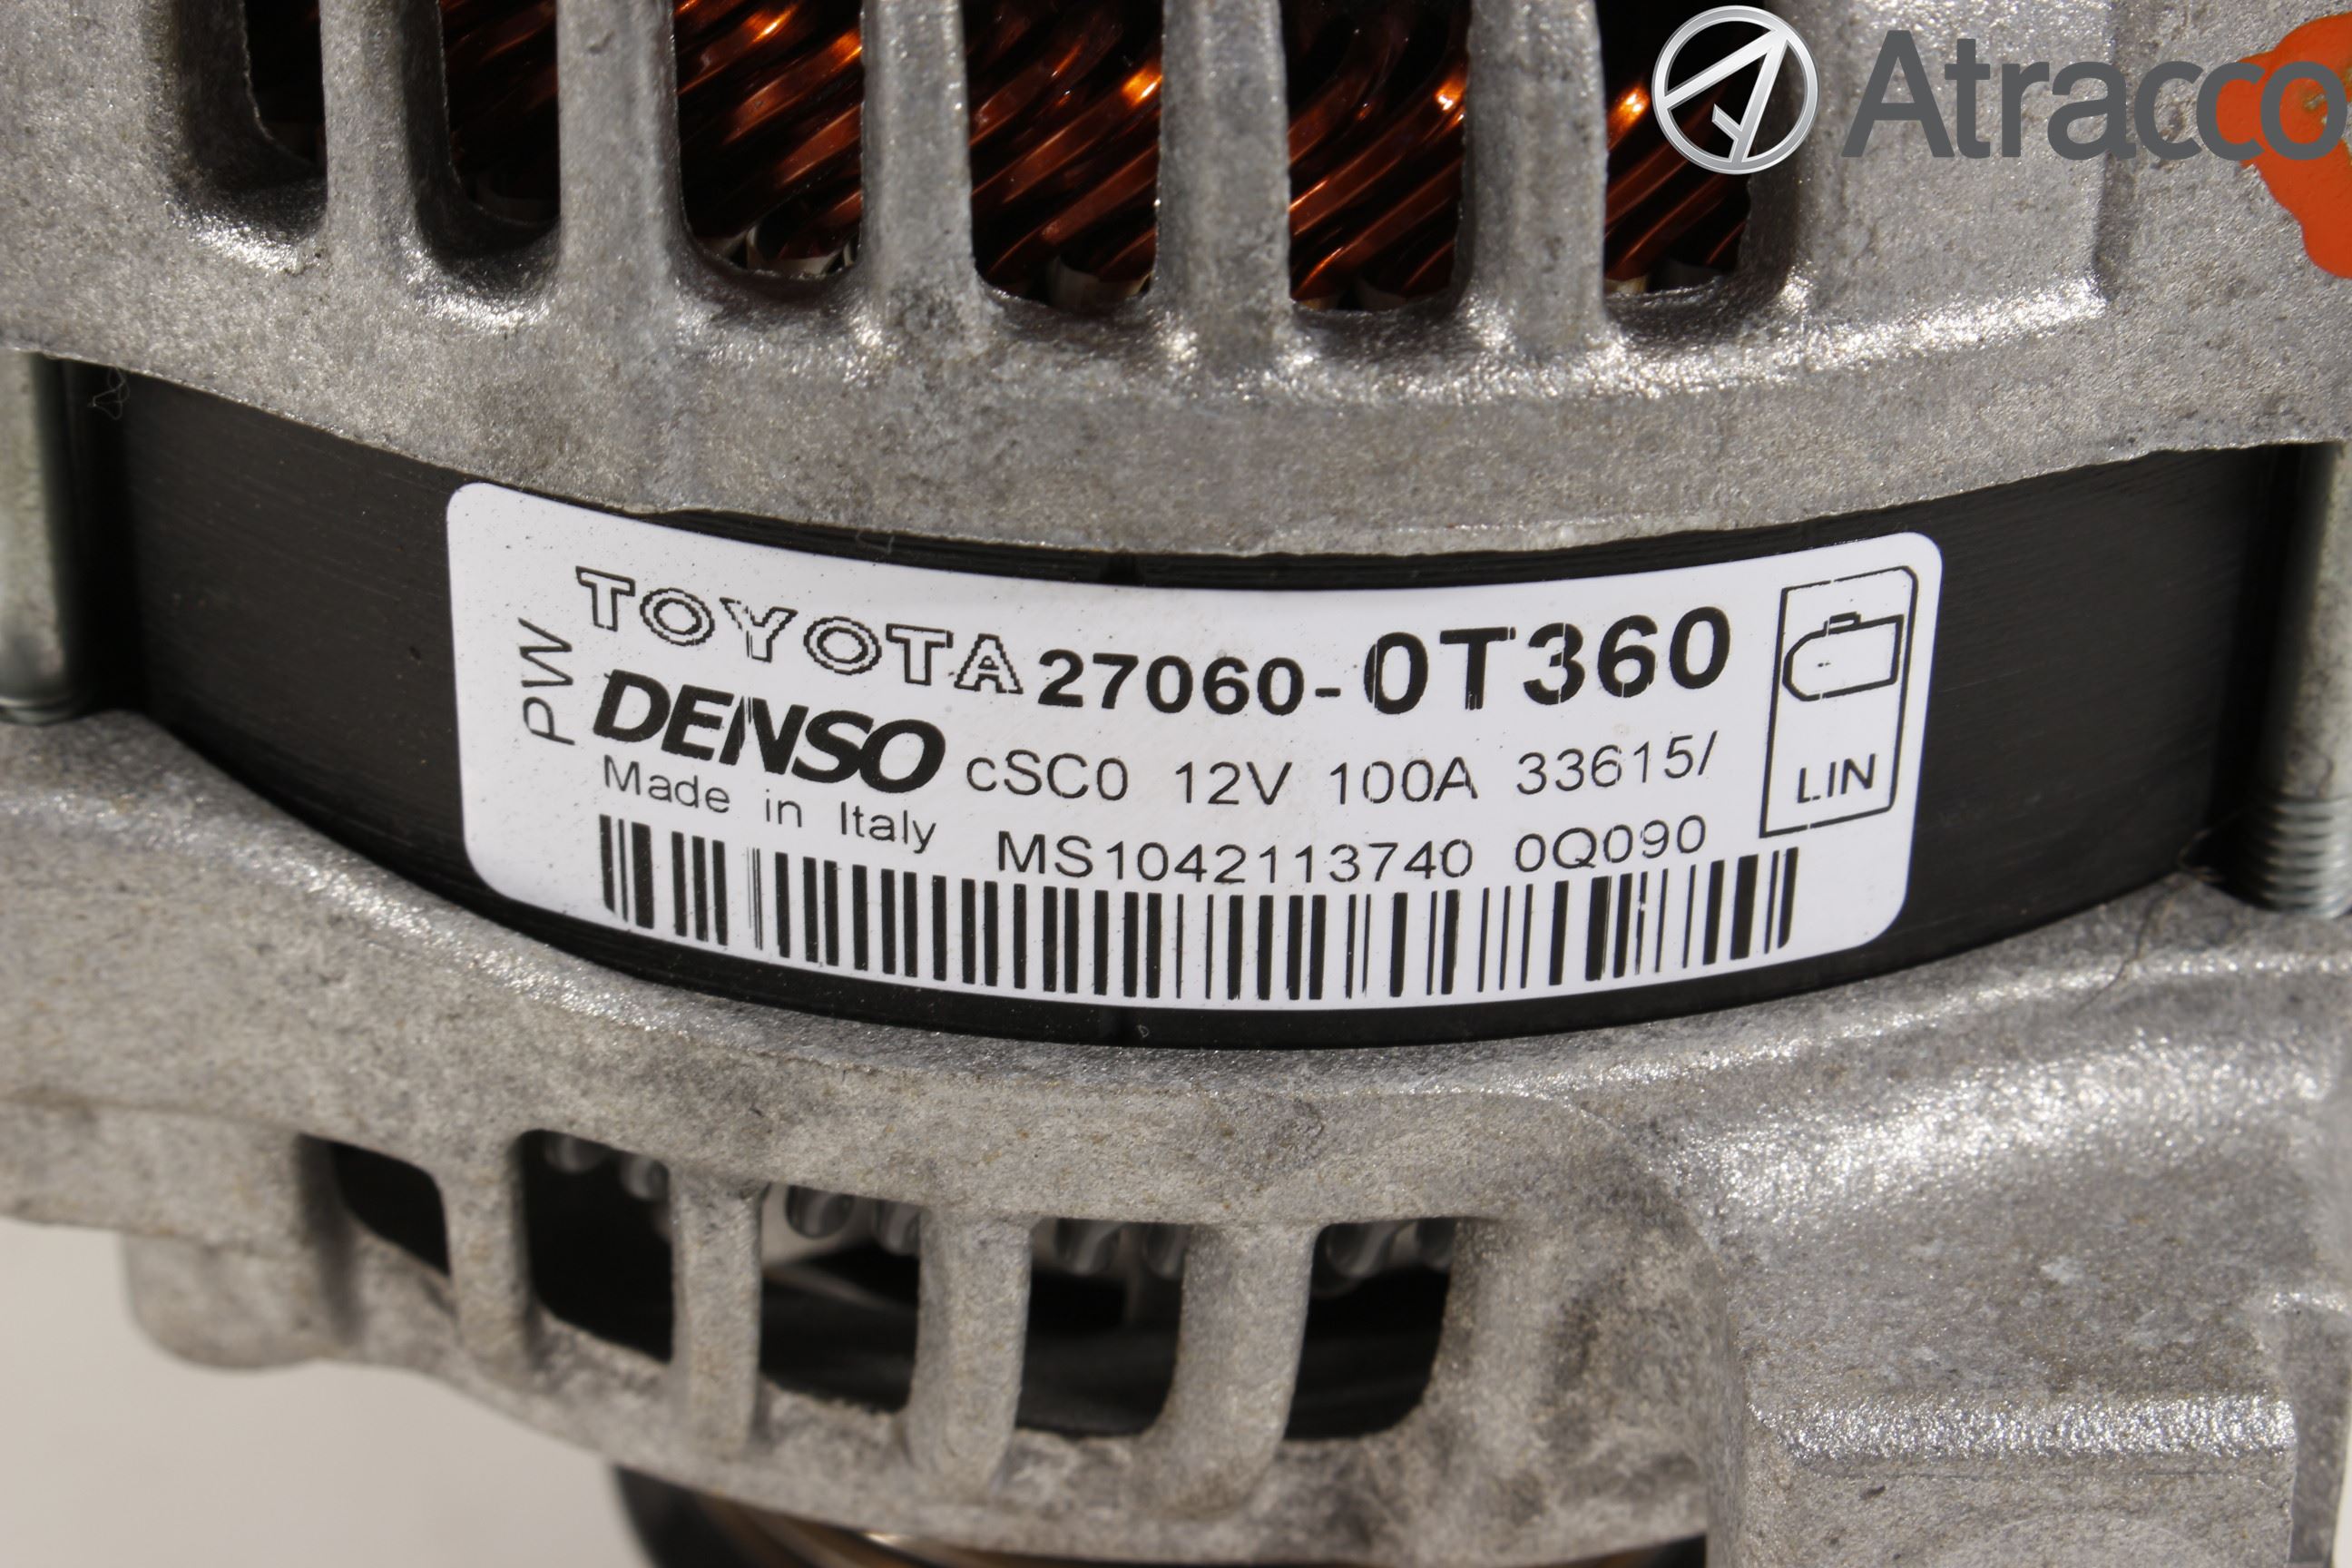 Atracco
PW
TOYOTA 27060-0T360
DENSO cSC0 12V 100A 33615/
Made in Italy MS1042113740 0Q090
LIN